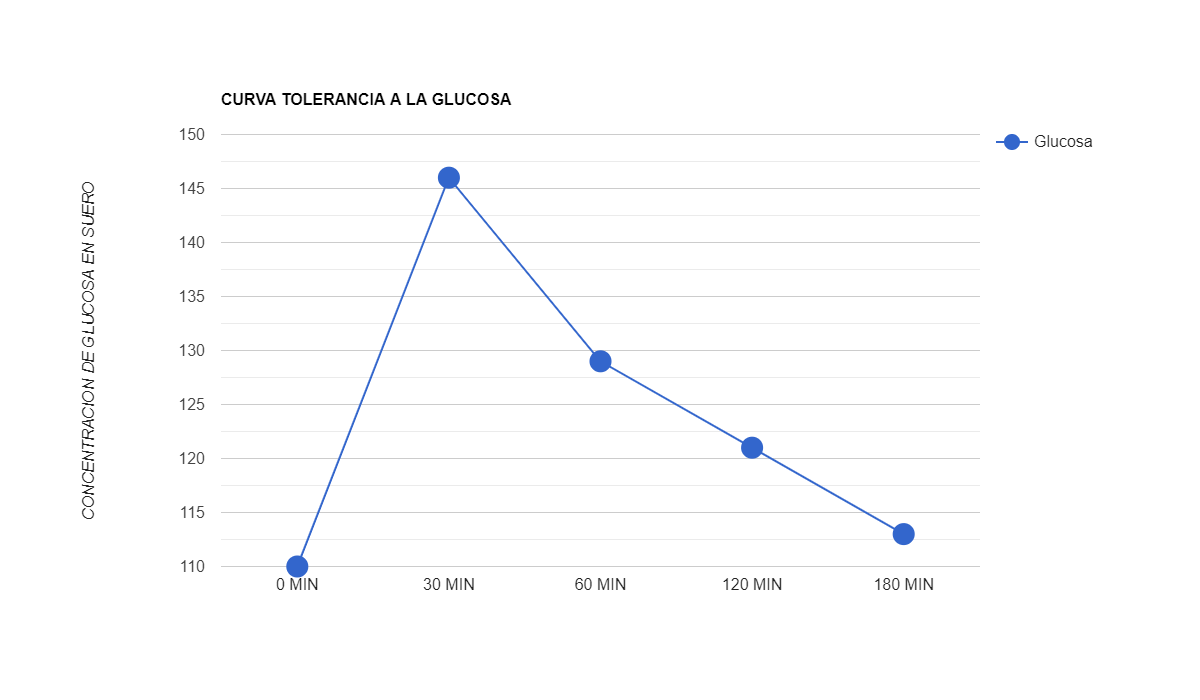 CURVA TOLERANCIA A LA GLUCOSA
Glucosa
CONCENTRACION DE GLUCOSA EN SUERO
150
145
140
135
130
125
120
115
110
0 MIN
30 MIN
60 MIN
120 MIN
180 MIN